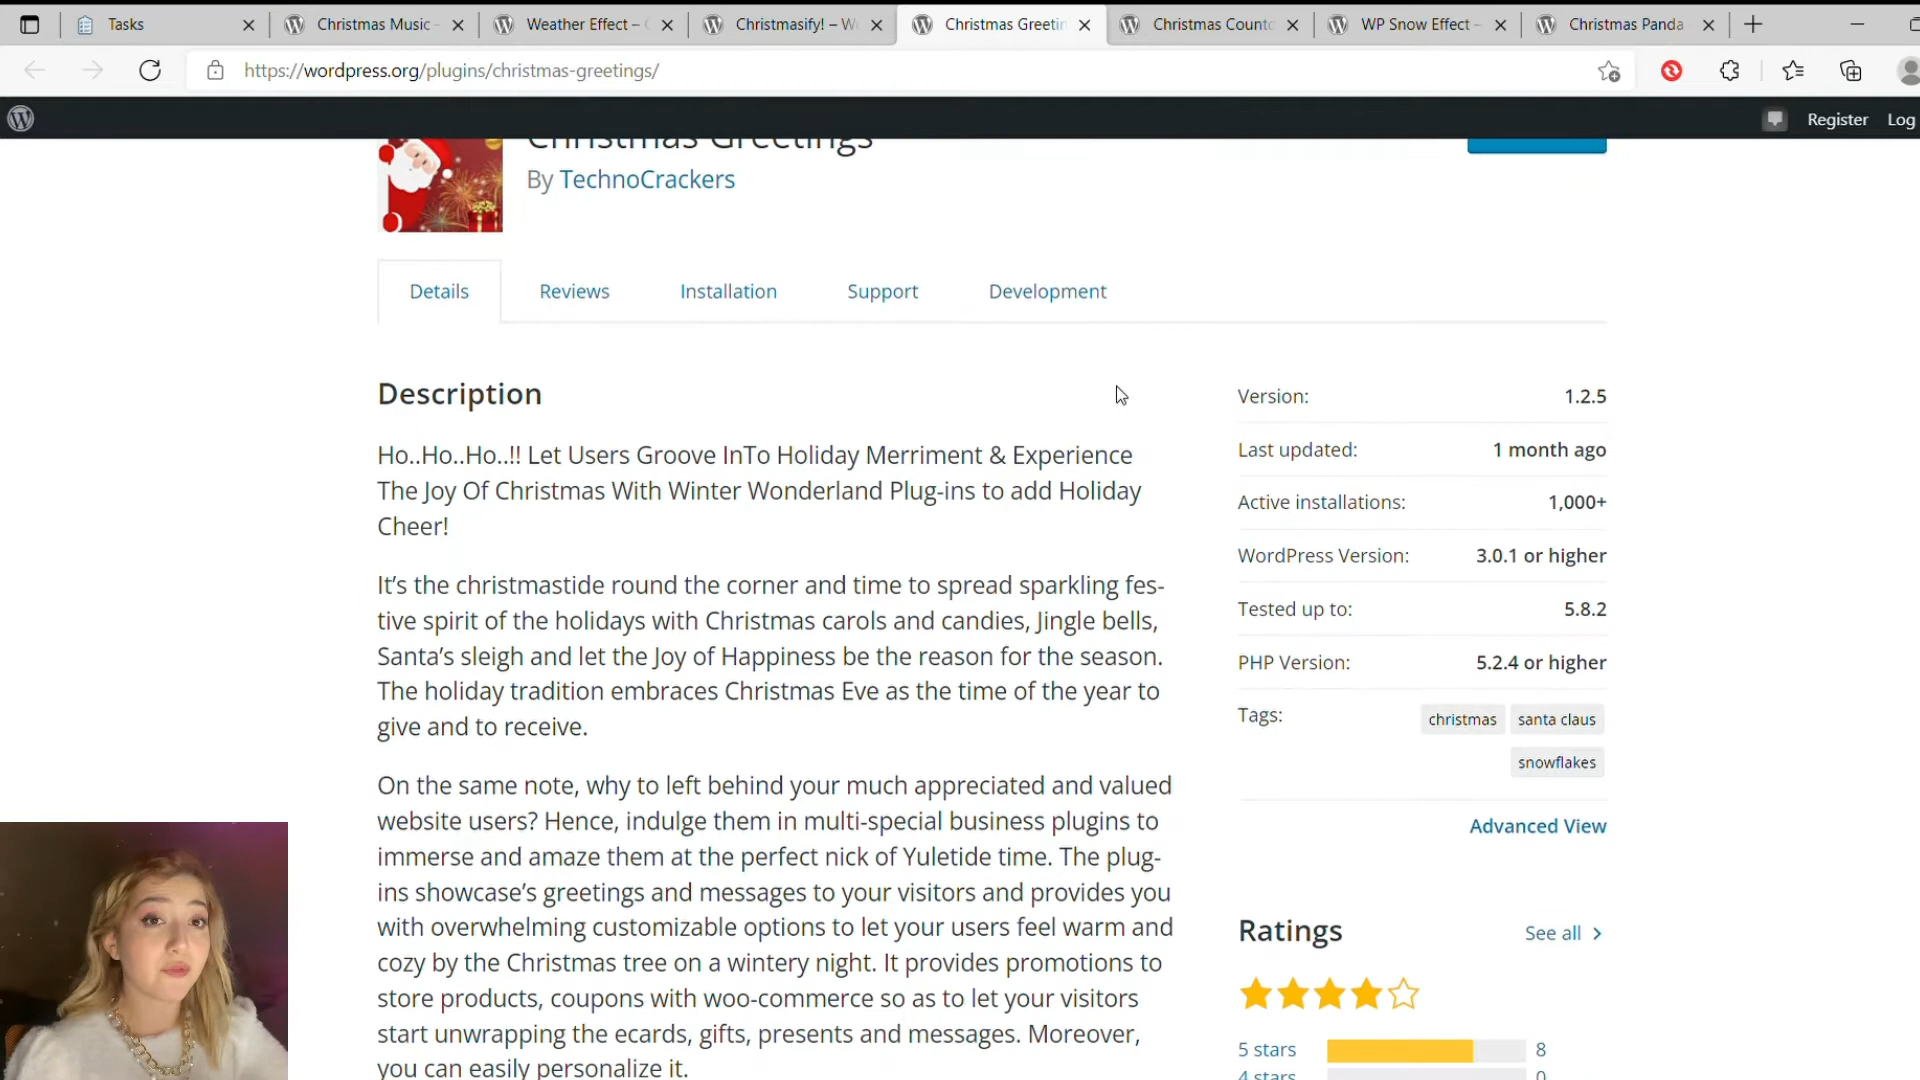 Tasks
Christmas Music -
Weather Effect –
Christmasify! – W
Christmas Greetin
Christmas Countd
WP Snow Effect -
Christmas Panda
https://wordpress.org/plugins/christmas-greetings/
Register
Log
Christmas Greetings
By TechnoCrackers
Details
Reviews
Installation
Support
Development
Description
Ho..Ho..Ho..!! Let Users Groove InTo Holiday Merriment & Experience
The Joy Of Christmas With Winter Wonderland Plug-ins to add Holiday
Cheer!
It’s the christmastide round the corner and time to spread sparkling fes-
tive spirit of the holidays with Christmas carols and candies, Jingle bells,
Santa’s sleigh and let the Joy of Happiness be the reason for the season.
The holiday tradition embraces Christmas Eve as the time of the year to
give and to receive.
On the same note, why to left behind your much appreciated and valued
website users? Hence, indulge them in multi-special business plugins to
immerse and amaze them at the perfect nick of Yuletide time. The plug-
ins showcase’s greetings and messages to your visitors and provides you
with overwhelming customizable options to let your users feel warm and
cozy by the Christmas tree on a wintery night. It provides promotions to
store products, coupons with woo-commerce so as to let your visitors
start unwrapping the ecards, gifts, presents and messages. Moreover,
you can easily personalize it.
Version: 1.2.5
Last updated: 1 month ago
Active installations: 1,000+
WordPress Version: 3.0.1 or higher
Tested up to: 5.8.2
PHP Version: 5.2.4 or higher
Tags: christmas santa claus
snowflakes
Advanced View
Ratings See all
5 stars 8
4 stars 0